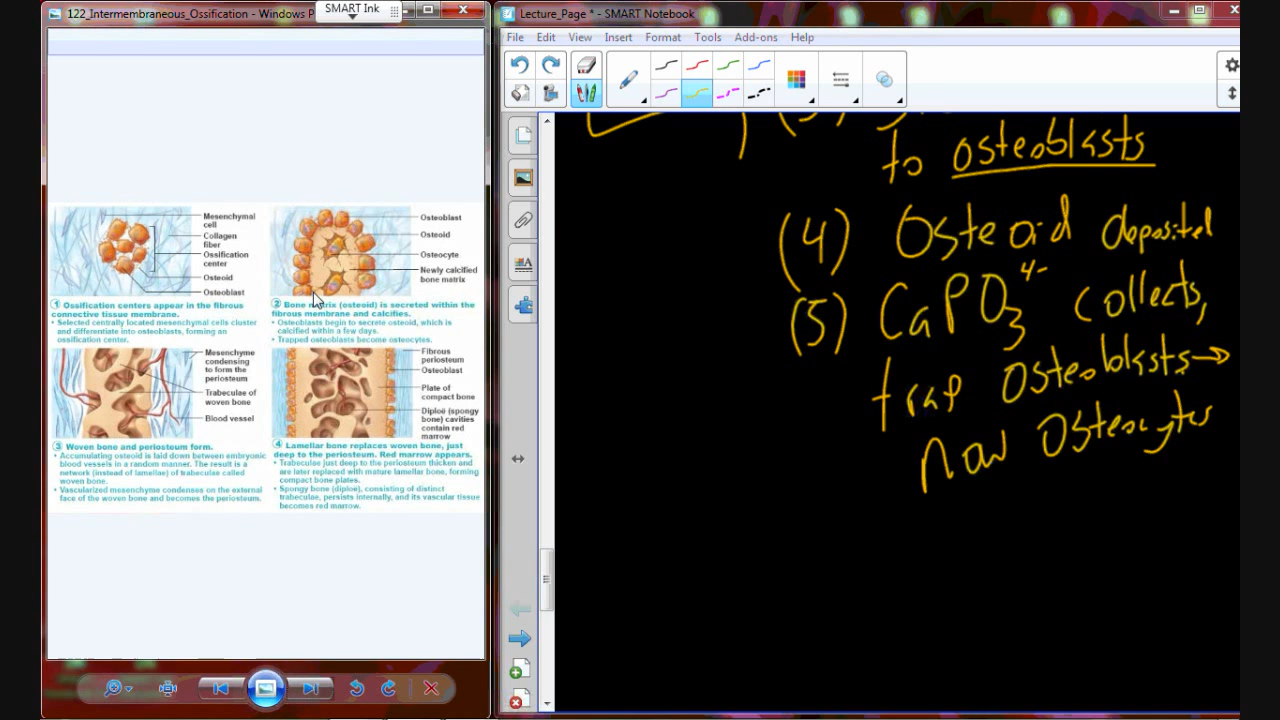 122_Intermembraneous_Ossification - Windows P
SMART Ink
Lecture_Page * - SMART Notebook
File Edit View Insert Format Tools Add-ons Help
Mesenchymal
cell
Collagen
fiber
Ossification
center
Osteoid
Osteoblast
① Ossification centers appear in the fibrous
connective tissue membrane.
• Selected centrally located mesenchymal cells cluster
and differentiate into osteoblasts, forming an
ossification center.
Osteoblast
Osteoid
Osteocyte
Newly calcified
bone matrix
② Bone matrix (osteoid) is secreted within the
fibrous membrane and calcifies.
• Osteoblasts begin to secrete osteoid, which is
calcified within a few days.
• Trapped osteoblasts become osteocytes.
Mesenchyme
condensing
to form the
periosteum
Trabeculae of
woven bone
Blood vessel
③ Woven bone and periosteum form.
• Accumulating osteoid is laid down between embryonic
blood vessels in a random manner. The result is a
network (instead of lamellae) of trabeculae called
woven bone.
• Vascularized mesenchyme condenses on the external
face of the woven bone and becomes the periosteum.
Fibrous
periosteum
Osteoblast
Plate of
compact bone
Diploë (spongy
bone) cavities
contain red
marrow
④ Lamellar bone replaces woven bone, just
deep to the periosteum. Red marrow appears.
• Trabeculae just deep to the periosteum thicken and
are later replaced with mature lamellar bone, forming
compact bone plates.
• Spongy bone (diploë), consisting of distinct
trabeculae, persists internally, and its vascular tissue
becomes red marrow.
to osteoblasts
(4) Osteoid deposited
(5) CaPO₃⁴⁻ collects,
trap osteoblasts→
now osteocytes